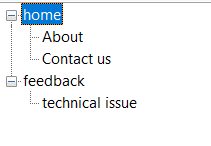 home
About
Contact us
feedback
technical issue